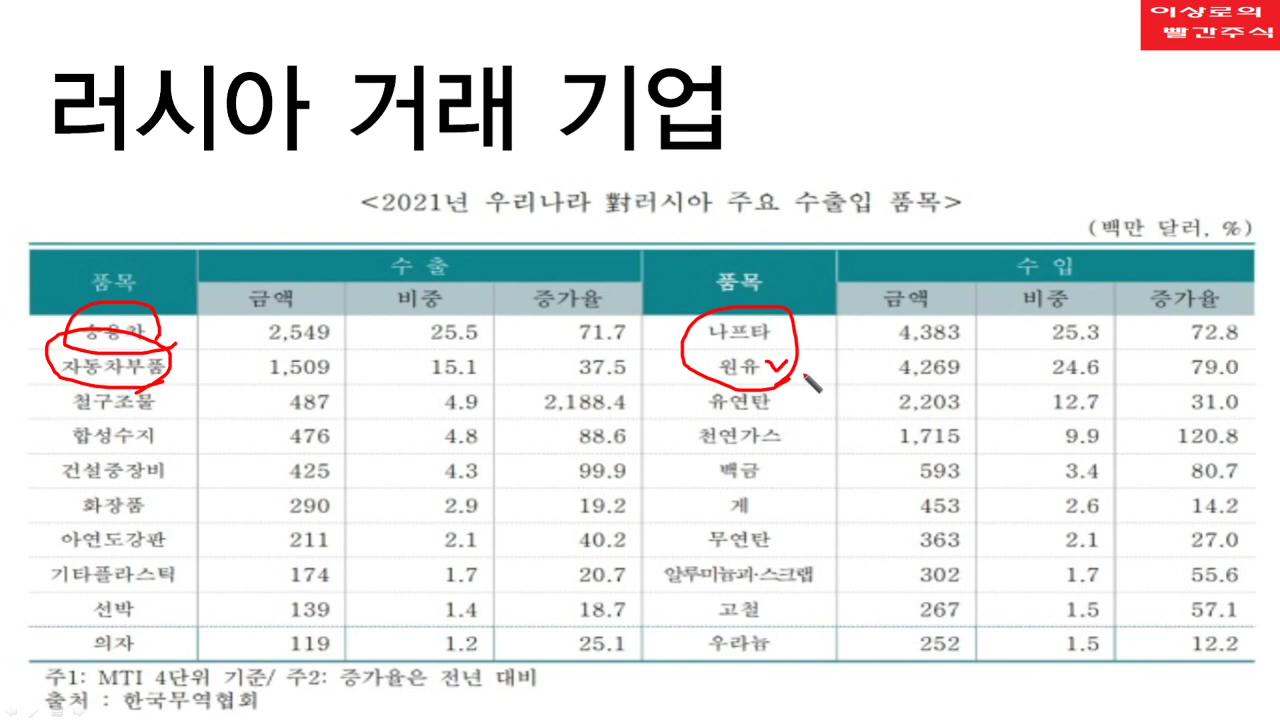 이상로의
빨간주식
러시아 거래 기업
<2021년 우리나라 對러시아 주요 수출입 품목>
(백만 달러, %)
품목 수 출 품목 수 입
금액 비중 증가율 금액 비중 증가율
승용차 2,549 25.5 71.7 나프타 4,383 25.3 72.8
자동차부품 1,509 15.1 37.5 원유 4,269 24.6 79.0
철구조물 487 4.9 2,188.4 유연탄 2,203 12.7 31.0
합성수지 476 4.8 88.6 천연가스 1,715 9.9 120.8
건설중장비 425 4.3 99.9 백금 593 3.4 80.7
화장품 290 2.9 19.2 게 453 2.6 14.2
아연도강판 211 2.1 40.2 무연탄 363 2.1 27.0
기타플라스틱 174 1.7 20.7 알루미늄괴·스크랩 302 1.7 55.6
선박 139 1.4 18.7 고철 267 1.5 57.1
의자 119 1.2 25.1 우라늄 252 1.5 12.2
주1: MTI 4단위 기준/ 주2: 증가율은 전년 대비
출처 : 한국무역협회